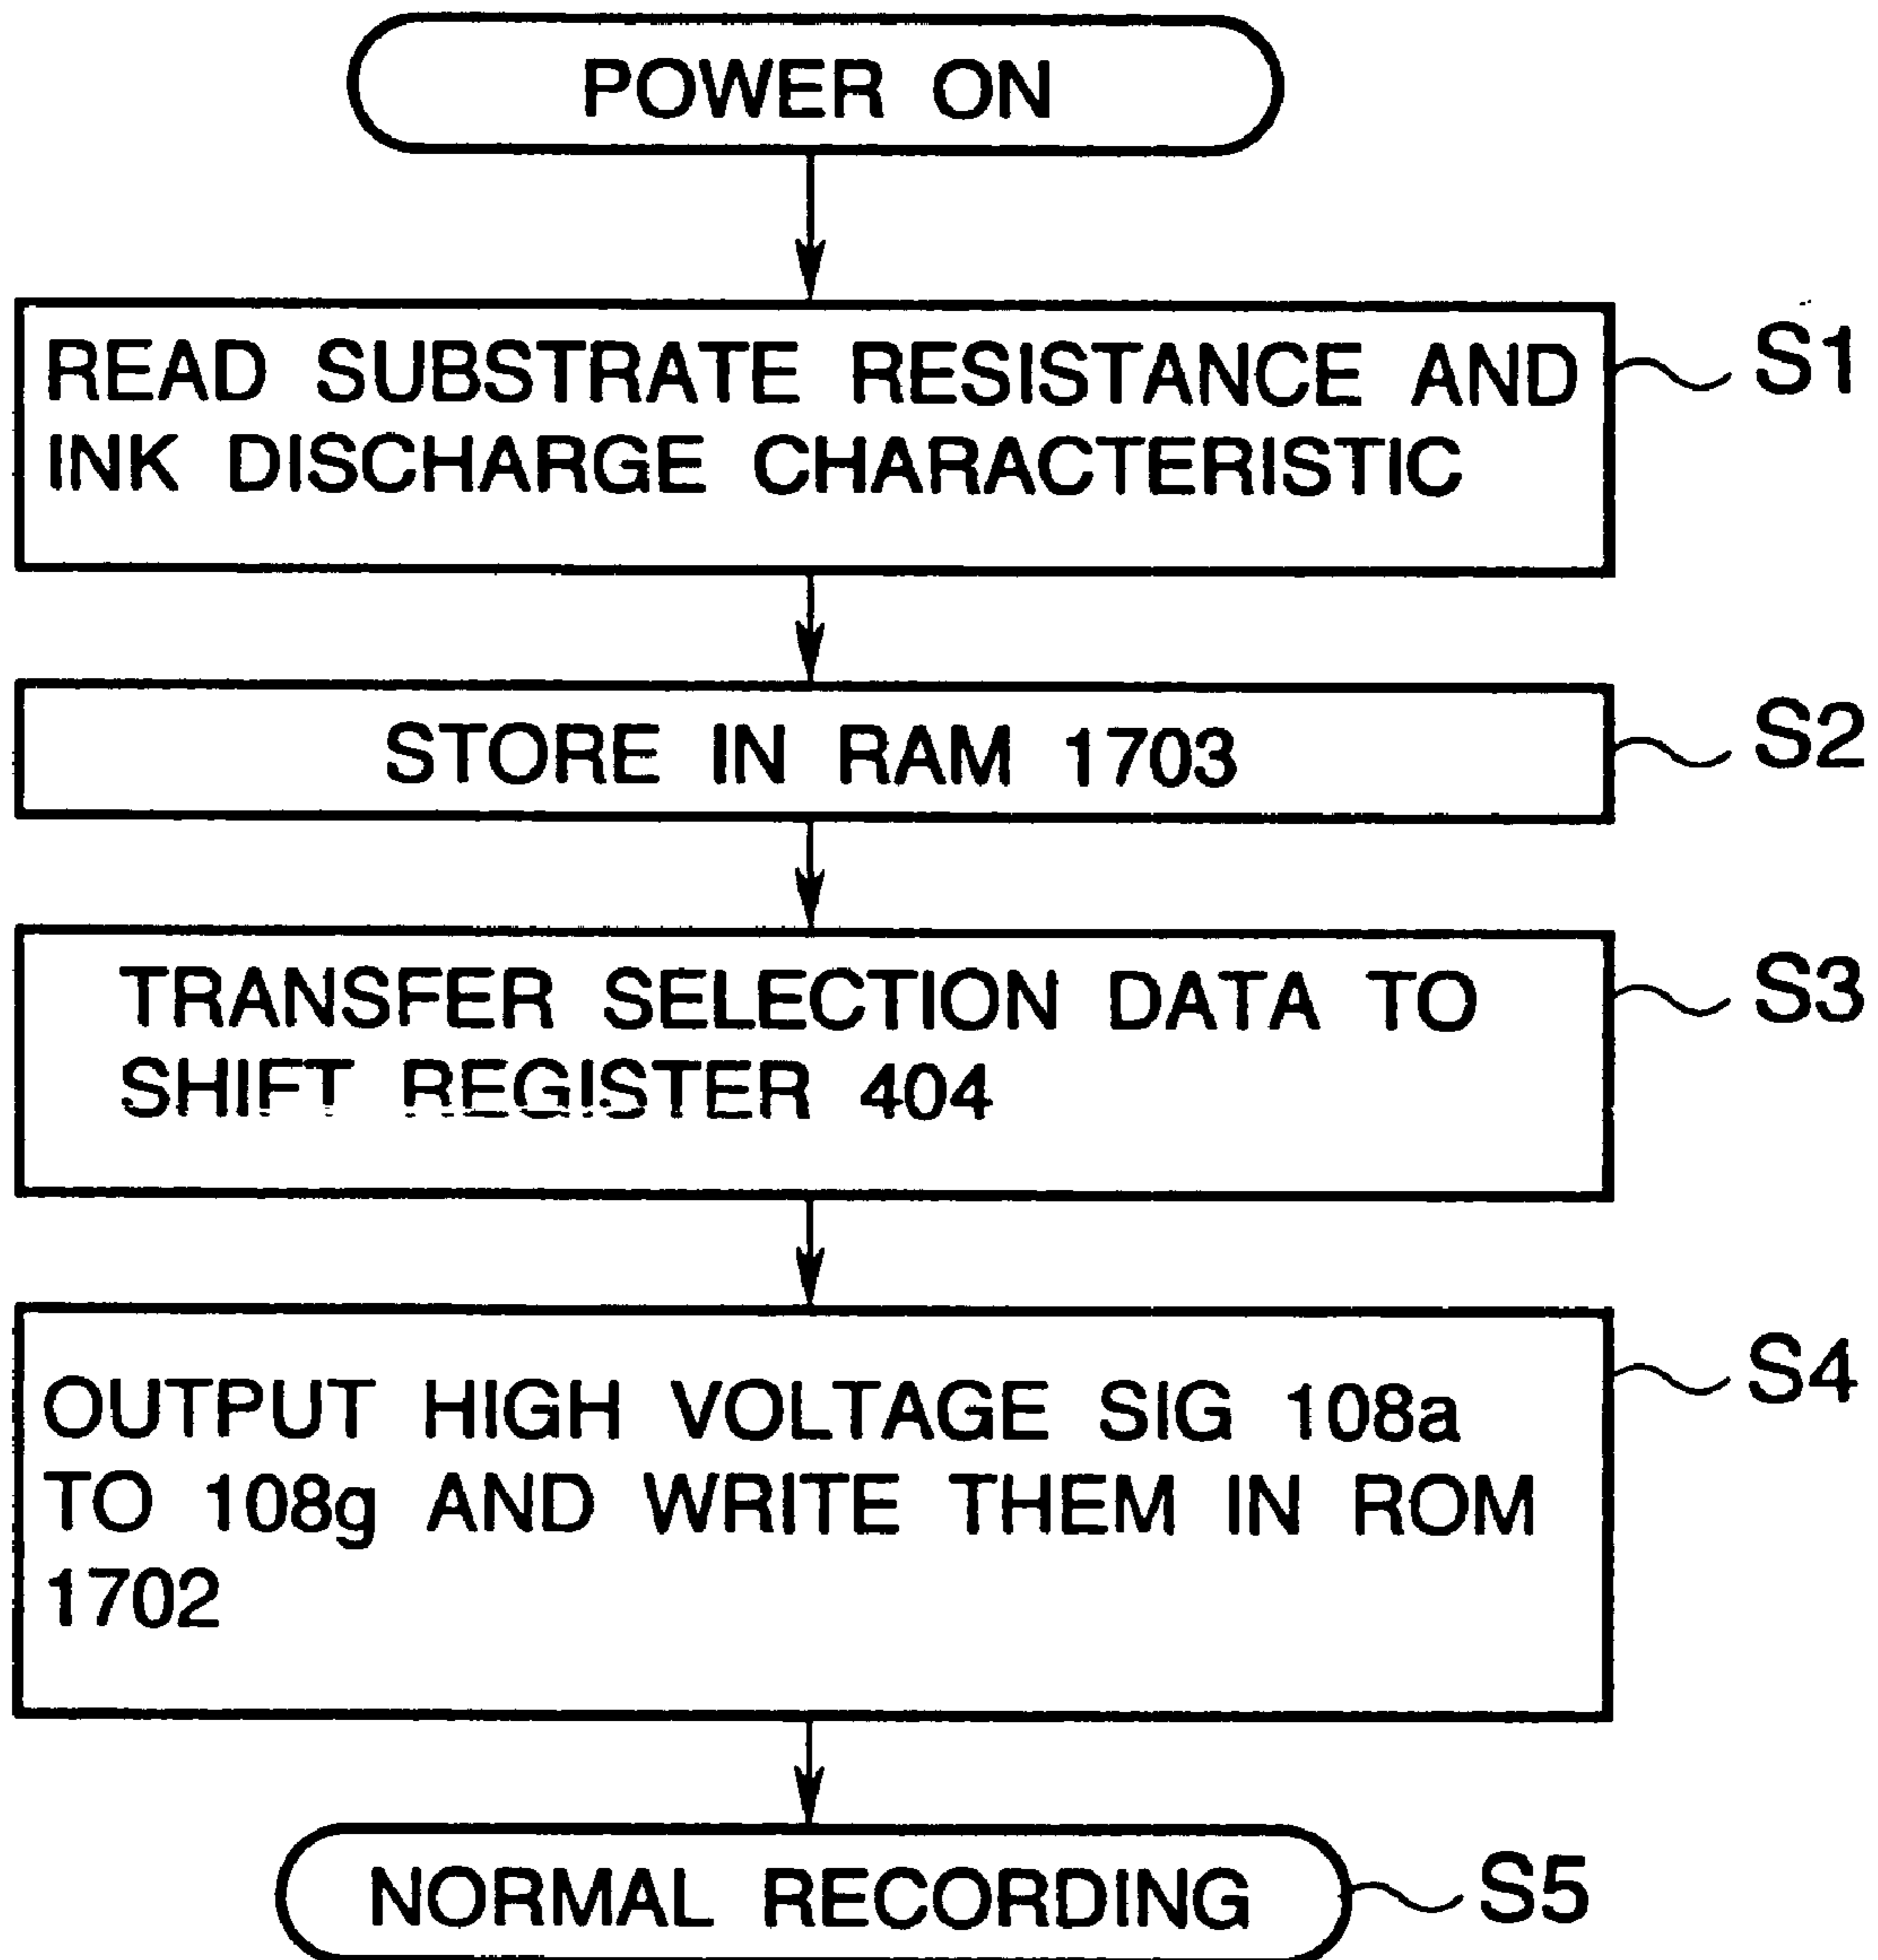 POWER ON
READ SUBSTRATE RESISTANCE AND
INK DISCHARGE CHARACTERISTIC
S1
STORE IN RAM 1703
S2
TRANSFER SELECTION DATA TO
SHIFT REGISTER 404
S3
OUTPUT HIGH VOLTAGE SIG 108a
TO 108g AND WRITE THEM IN ROM
1702
S4
NORMAL RECORDING
S5